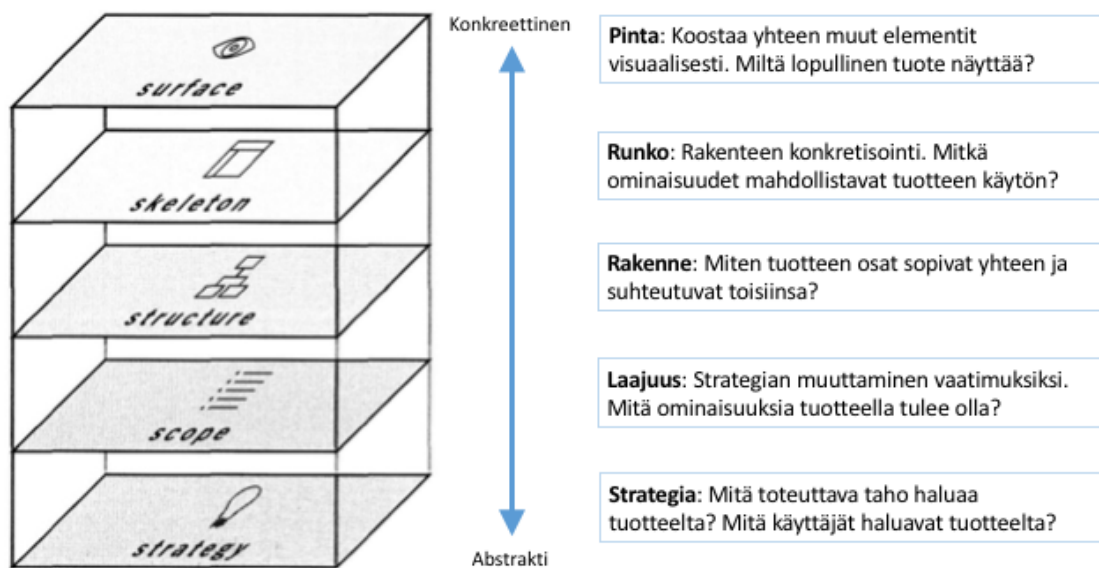 Konkreettinen
surface
Pinta: Koostaa yhteen muut elementit
visuaalisesti. Miltä lopullinen tuote näyttää?
skeleton
Runko: Rakenteen konkretisointi. Mitkä
ominaisuudet mahdollistavat tuotteen käytön?
structure
Rakenne: Miten tuotteen osat sopivat yhteen ja
suhteutuvat toisiinsa?
scope
Laajuus: Strategian muuttaminen vaatimuksiksi.
Mitä ominaisuuksia tuotteella tulee olla?
strategy
Strategia: Mitä toteuttava taho haluaa
tuotteelta? Mitä käyttäjät haluavat tuotteelta?
Abstrakti